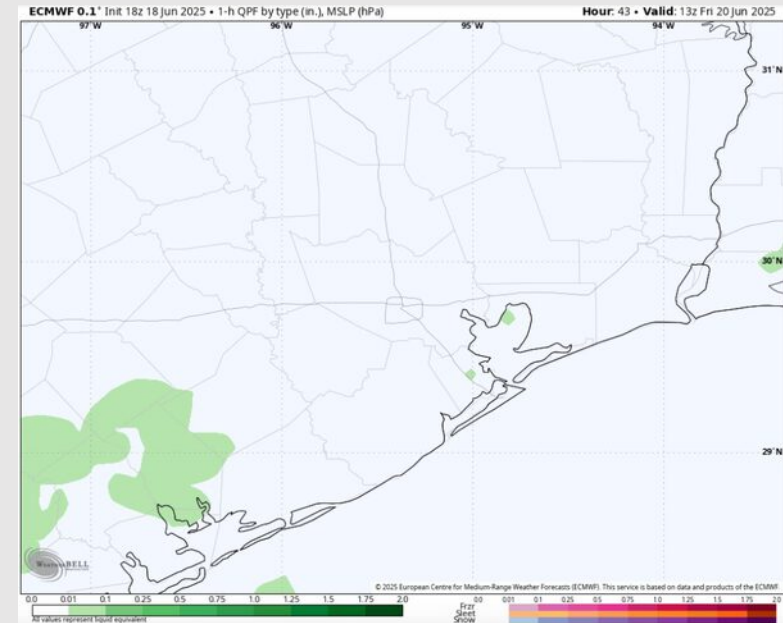 ECMWF 0.1° Init 18z 18 Jun 2025 • 1-h QPF by type (in.), MSLP (hPa) Hour: 43 • Valid: 13z Fri 20 Jun 2025
97°W 96°W 95°W 94°W
31°N
30°N
29°N
WeatherBELL
© 2025 European Centre for Medium-Range Weather Forecasts (ECMWF). This service is based on data and products of the ECMWF
0.0 0.01 0.1 0.25 0.5 0.75 1.0 1.25 1.5 1.75 2.0
0.0 0.01 0.1 0.25 0.5 0.75 1.0 1.25 1.5 1.75 2.0
Frzr
Sleet
Snow
All values represent liquid equivalent